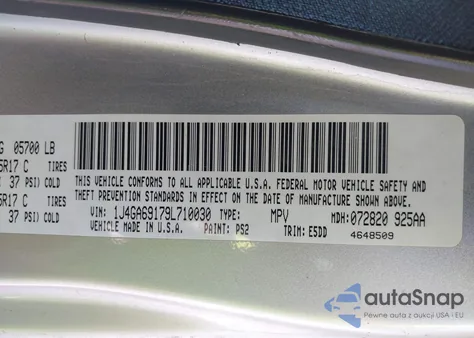 G 05700 LB
5R17 C TIRES
37 PSI) COLD
5R17 C TIRES
37 PSI) COLD
THIS VEHICLE CONFORMS TO ALL APPLICABLE U.S.A. FEDERAL MOTOR VEHICLE SAFETY AND
THEFT PREVENTION STANDARDS IN EFFECT ON THE DATE OF MANUFACTURE SHOWN ABOVE.
VIN: 1J4GA69179L710030 TYPE: MPV MDH: 072820 925AA
VEHICLE MADE IN U.S.A. PAINT: PS2 TRIM: E5DD 4648509
autoSnap
Pewne auta z aukcji USA i EU